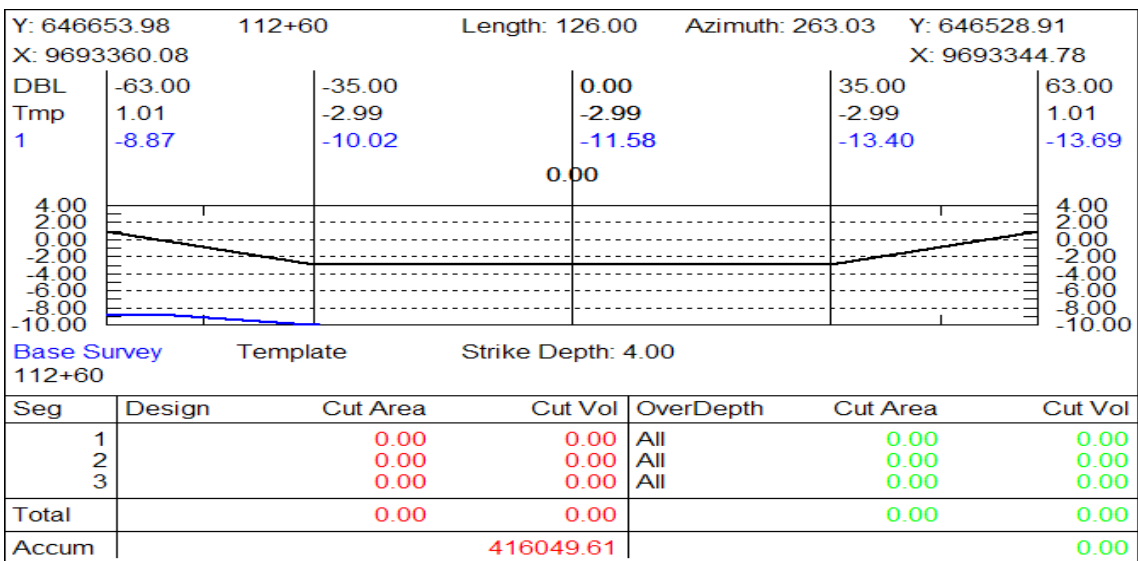 Y: 646653.98 112+60 Length: 126.00 Azimuth: 263.03 Y: 646528.91
X: 9693360.08 X: 9693344.78
DBL -63.00 -35.00 0.00 35.00 63.00
Tmp 1.01 -2.99 -2.99 -2.99 1.01
1 -8.87 -10.02 -11.58 -13.40 -13.69
0.00
4.00 4.00
2.00 2.00
0.00 0.00
-2.00 -2.00
-4.00 -4.00
-6.00 -6.00
-8.00 -8.00
-10.00 -10.00
Base Survey Template Strike Depth: 4.00
112+60
Seg Design Cut Area Cut Vol OverDepth Cut Area Cut Vol
1 0.00 0.00 All 0.00 0.00
2 0.00 0.00 All 0.00 0.00
3 0.00 0.00 All 0.00 0.00
Total 0.00 0.00 0.00 0.00
Accum 416049.61 0.00